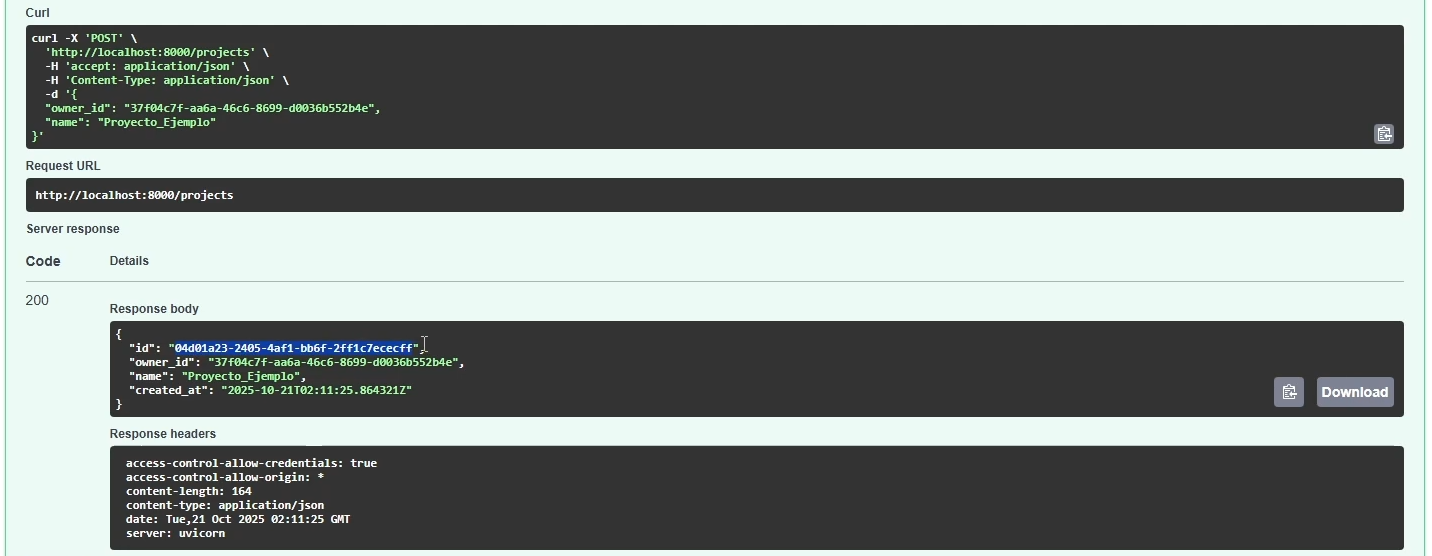 Curl
curl -X 'POST' \
'http://localhost:8000/projects' \
-H 'accept: application/json' \
-H 'Content-Type: application/json' \
-d '{
"owner_id": "37f04c7f-aa6a-46c6-8699-d0036b552b4e",
"name": "Proyecto_Ejemplo"
}'
Request URL
http://localhost:8000/projects
Server response
Code Details
200
Response body
{
"id": "04d01a23-2405-4af1-bb6f-2ff1c7ececff",
"owner_id": "37f04c7f-aa6a-46c6-8699-d0036b552b4e",
"name": "Proyecto_Ejemplo",
"created_at": "2025-10-21T02:11:25.864321Z"
}
Download
Response headers
access-control-allow-credentials: true
access-control-allow-origin: *
content-length: 164
content-type: application/json
date: Tue,21 Oct 2025 02:11:25 GMT
server: uvicorn